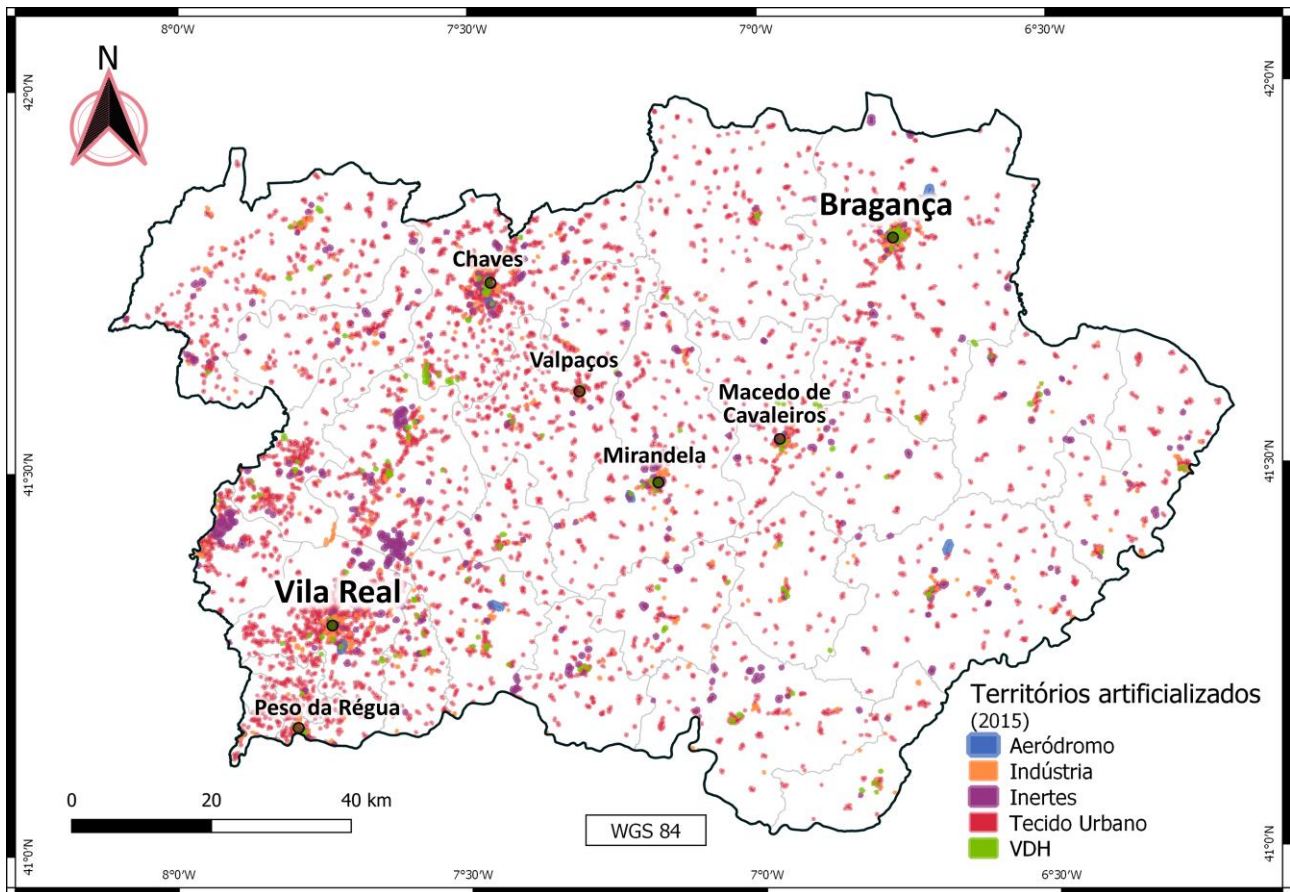 8°0'W
7°30'W
7°0'W
6°30'W
N
42°0'N
42°0'N
Bragança
Chaves
Valpaços
Macedo de
Cavaleiros
Mirandela
41°30'N
41°30'N
Vila Real
Peso da Régua
Territórios artificializados
(2015)
Aeródromo
Indústria
Inertes
Tecido Urbano
VDH
0
20
40 km
WGS 84
41°0'N
41°0'N
8°0'W
7°30'W
7°0'W
6°30'W